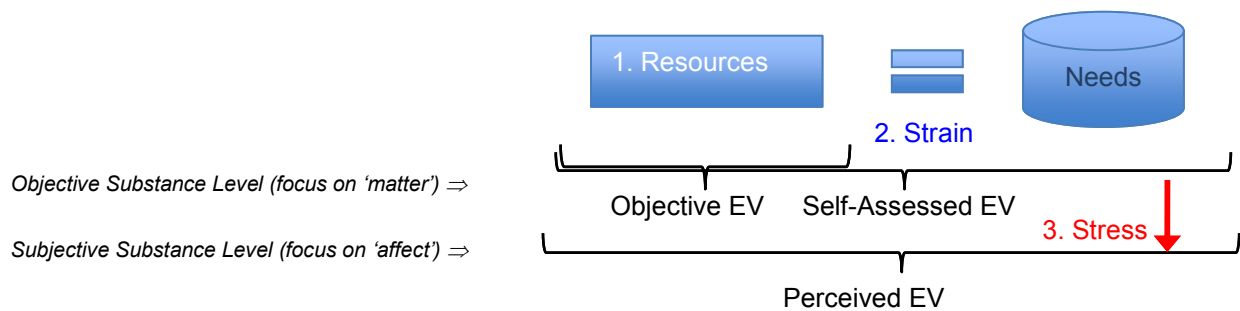 1. Resources
Needs
2. Strain
Objective Substance Level (focus on ‘matter’) ⇒
Objective EV
Self-Assessed EV
3. Stress
Subjective Substance Level (focus on ‘affect’) ⇒
Perceived EV